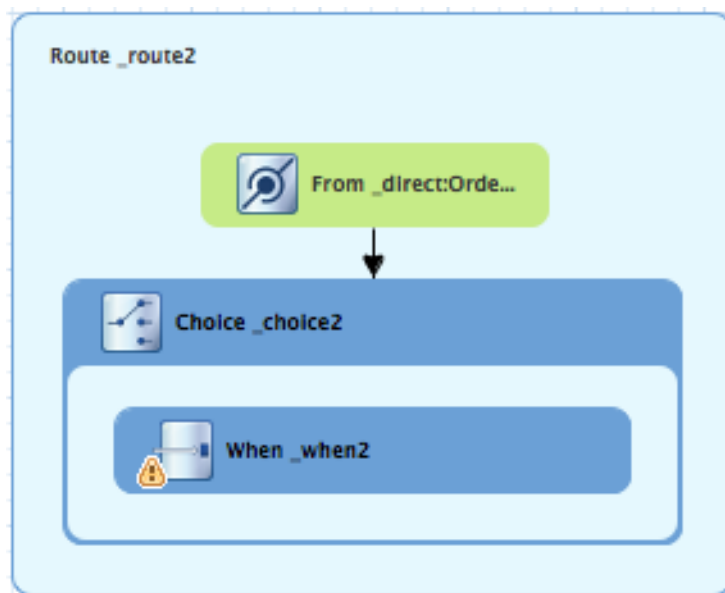 Route _route2
From _direct:Orde...
Choice _choice2
When _when2